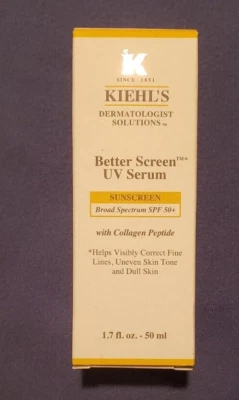 K
SINCE 1851
KIEHL'S
DERMATOLOGIST
SOLUTIONS™
Better Screen™*
UV Serum
SUNSCREEN
Broad Spectrum SPF 50+
with Collagen Peptide
*Helps Visibly Correct Fine
Lines, Uneven Skin Tone
and Dull Skin
1.7 fl. oz. - 50 ml